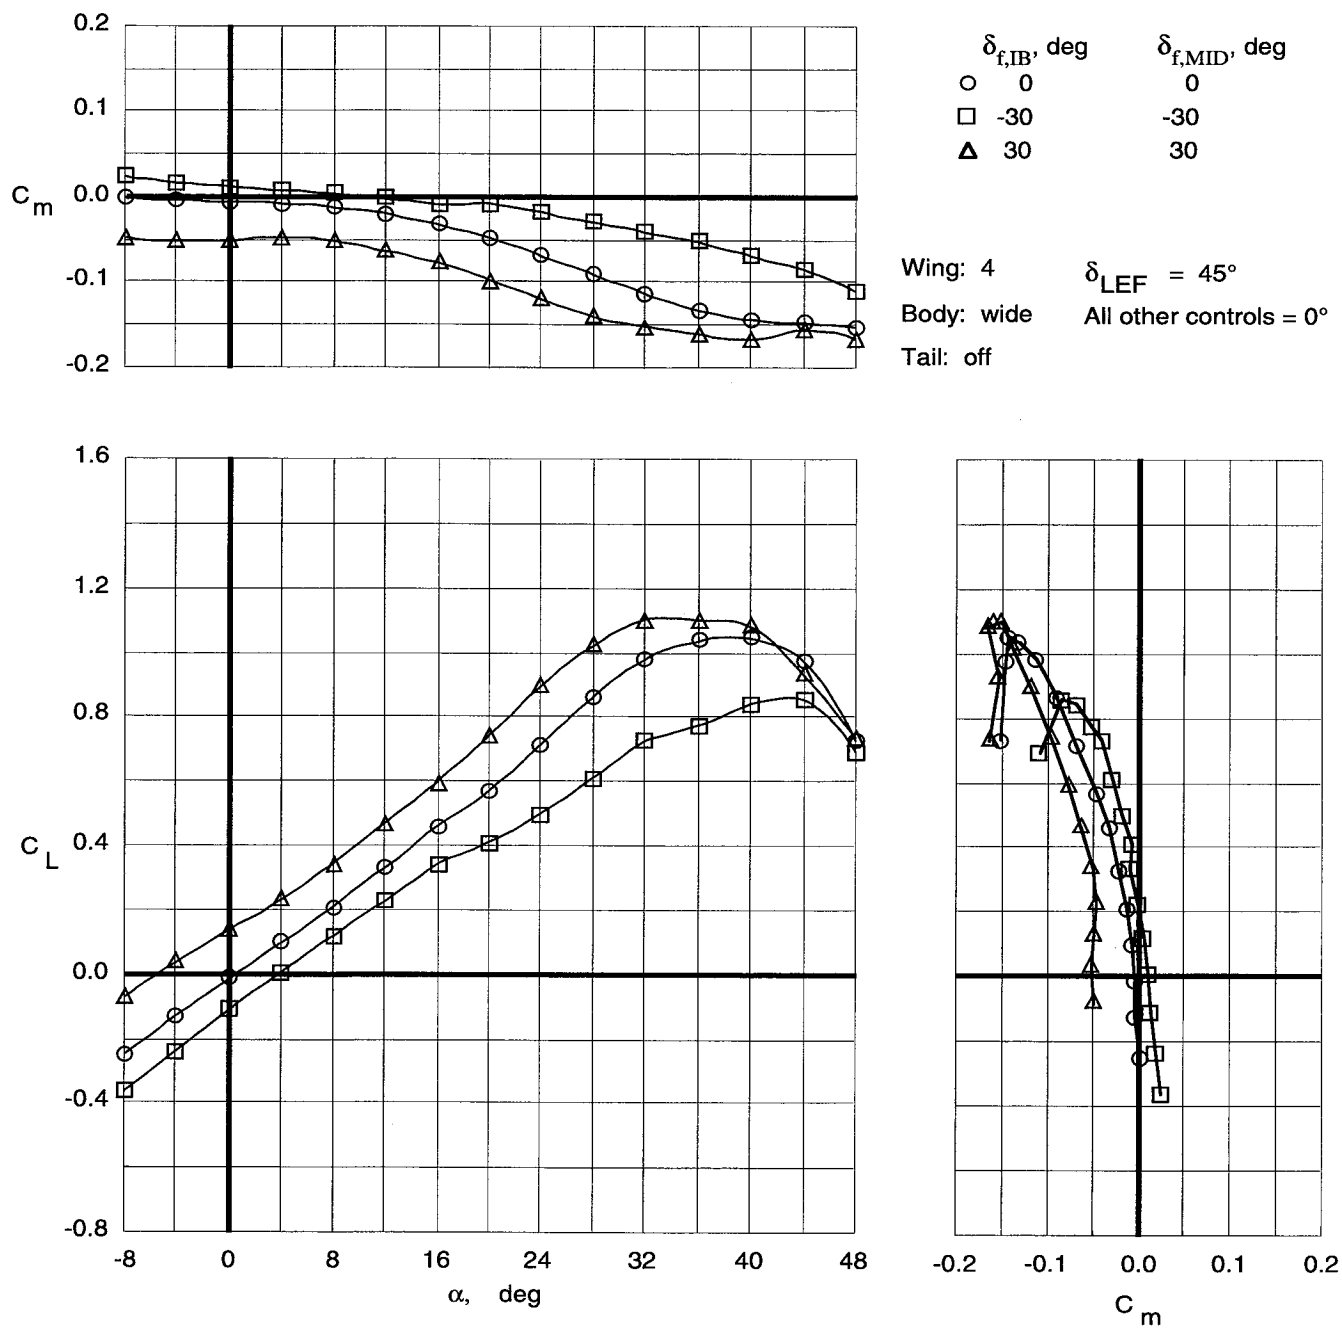 0.2
0.1
0.0
-0.1
-0.2
C m
δf,IB, deg δf,MID, deg
0 0
-30 -30
30 30
Wing: 4 δLEF = 45°
Body: wide All other controls = 0°
Tail: off
1.6
1.2
0.8
0.4
0.0
-0.4
-0.8
C L
-8 0 8 16 24 32 40 48
α, deg
-0.2 -0.1 0.0 0.1 0.2
C m